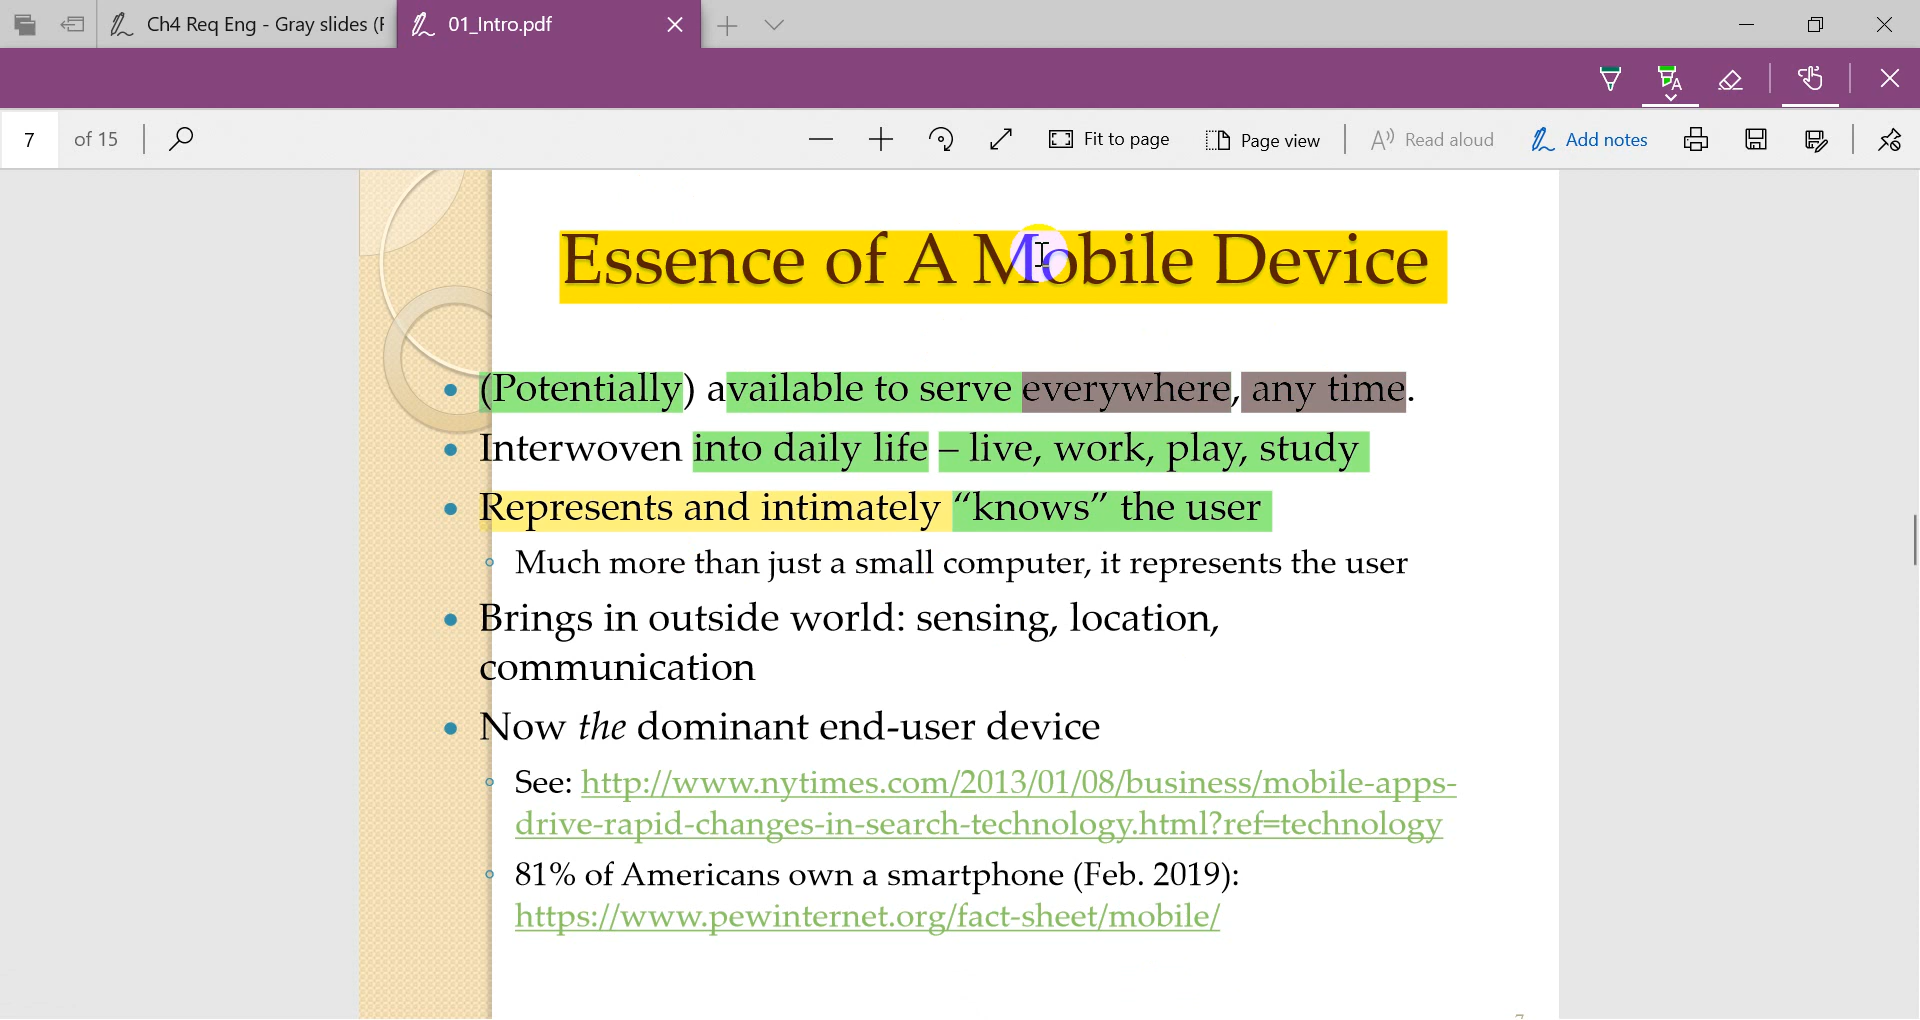 Ch4 Req Eng - Gray slides (F
01_Intro.pdf
7 of 15
Fit to page
Page view
Read aloud
Add notes
Essence of A Mobile Device
(Potentially) available to serve everywhere, any time.
Interwoven into daily life – live, work, play, study
Represents and intimately “knows” the user
Much more than just a small computer, it represents the user
Brings in outside world: sensing, location,
communication
Now the dominant end-user device
See: http://www.nytimes.com/2013/01/08/business/mobile-apps-
drive-rapid-changes-in-search-technology.html?ref=technology
81% of Americans own a smartphone (Feb. 2019):
https://www.pewinternet.org/fact-sheet/mobile/